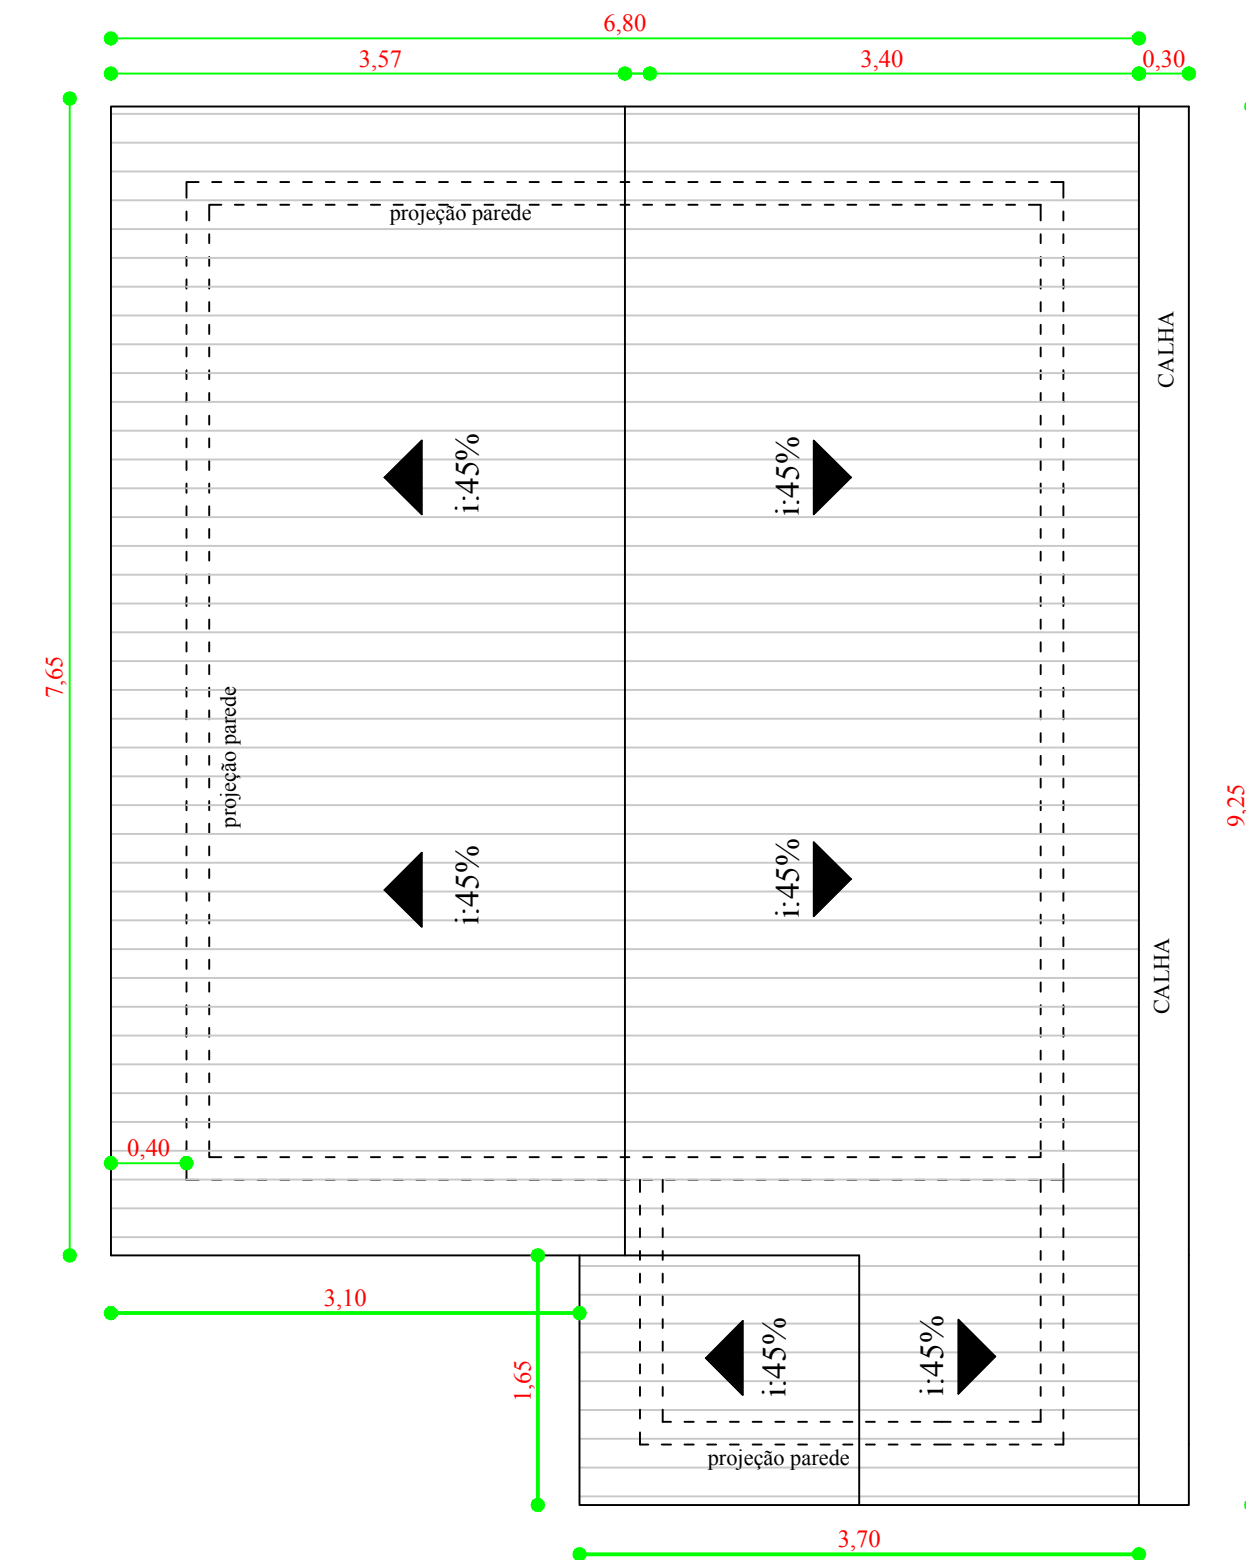 6,80
3,57
3,40
0,30
projeção parede
CALHA
i:45%
i:45%
7,65
projeção parede
9,25
i:45%
i:45%
CALHA
0,40
3,10
1,65
i:45%
i:45%
projeção parede
3,70